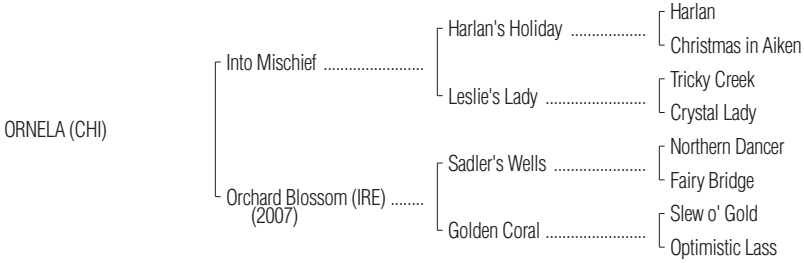 Harlan
Harlan's Holiday ..................
Christmas in Aiken
Into Mischief ........................
Tricky Creek
Leslie's Lady ........................
Crystal Lady
ORNELA (CHI)
Northern Dancer
Sadler's Wells ......................
Fairy Bridge
Orchard Blossom (IRE) ........
(2007)
Slew o' Gold
Golden Coral ........................
Optimistic Lass